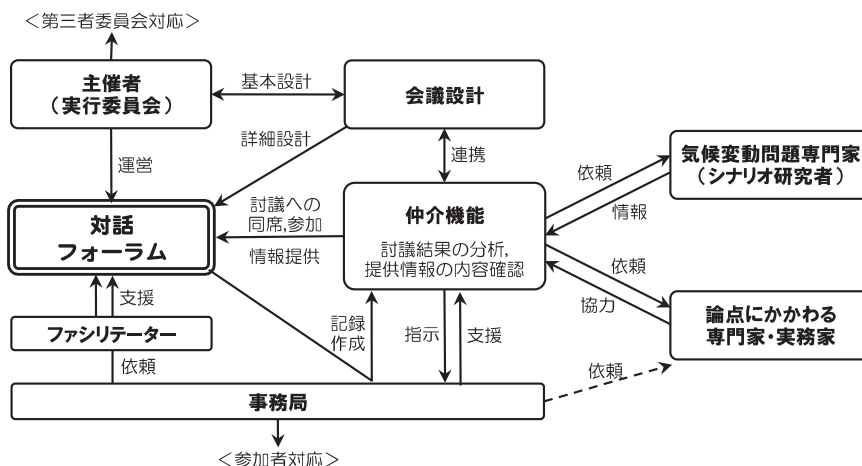 ＜第三者委員会対応＞
主催者
（実行委員会）
基本設計
会議設計
詳細設計
運営
連携
気候変動問題専門家
（シナリオ研究者）
依頼
情報
対話
フォーラム
討議への
同席,参加
情報提供
仲介機能
討議結果の分析,
提供情報の内容確認
依頼
協力
論点にかかわる
専門家・実務家
支援
ファシリテーター
依頼
記録
作成
指示
支援
依頼
事務局
＜参加者対応＞